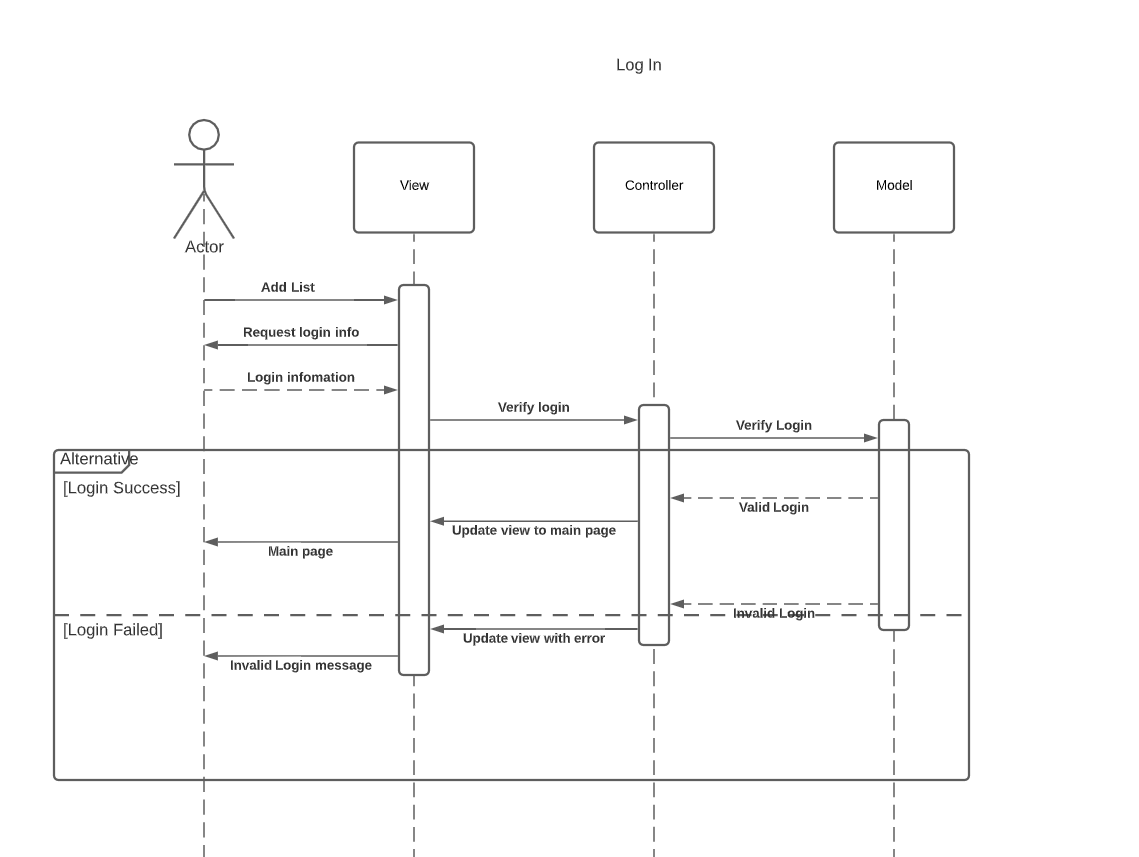 Log In
Actor
View
Controller
Model
Add List
Request login info
Login infomation
Verify login
Verify Login
Alternative
[Login Success]
Valid Login
Update view to main page
Main page
Invalid Login
[Login Failed]
Update view with error
Invalid Login message